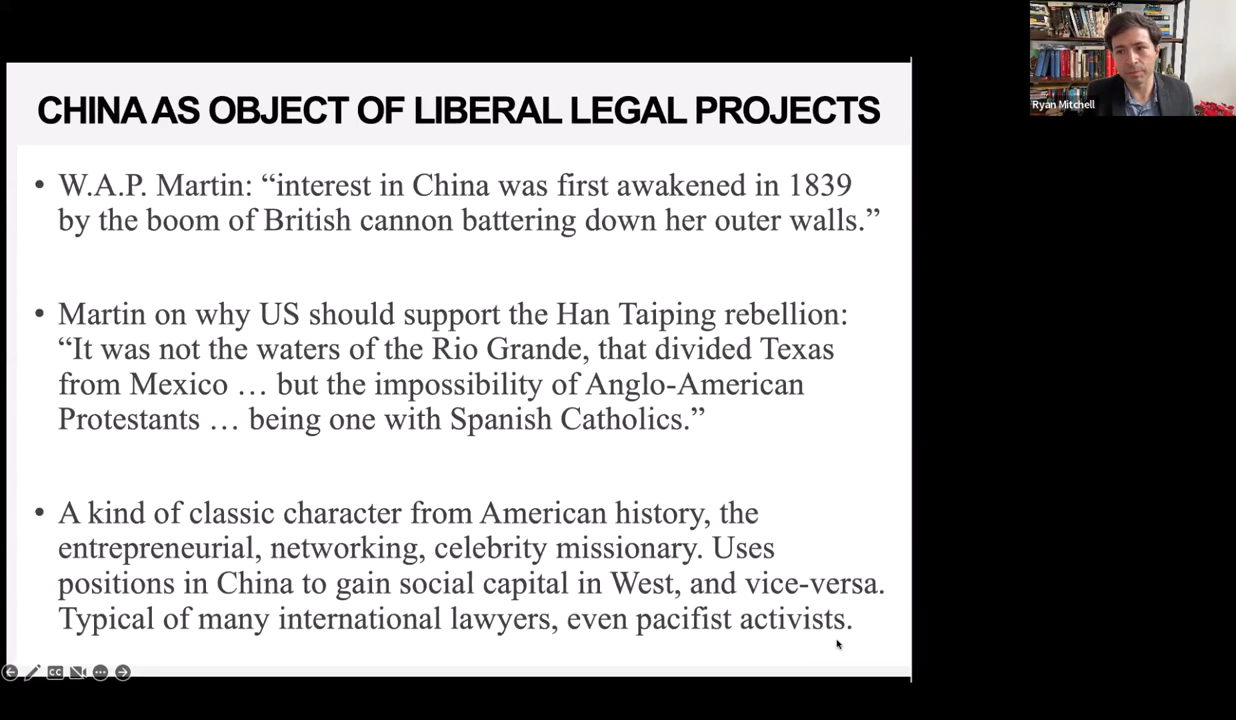 CHINA AS OBJECT OF LIBERAL LEGAL PROJECTS
• W.A.P. Martin: “interest in China was first awakened in 1839
by the boom of British cannon battering down her outer walls.”
• Martin on why US should support the Han Taiping rebellion:
“It was not the waters of the Rio Grande, that divided Texas
from Mexico … but the impossibility of Anglo-American
Protestants … being one with Spanish Catholics.”
• A kind of classic character from American history, the
entrepreneurial, networking, celebrity missionary. Uses
positions in China to gain social capital in West, and vice-versa.
Typical of many international lawyers, even pacifist activists.
Ryan Mitchell
CC